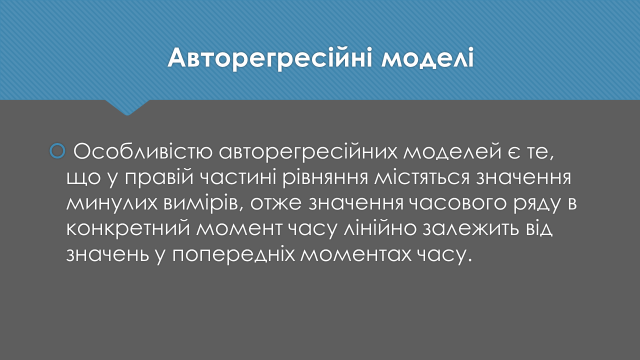 Авторегресійні моделі
Особливістю авторегресійних моделей є те,
що у правій частині рівняння містяться значення
минулих вимірів, отже значення часового ряду в
конкретний момент часу лінійно залежить від
значень у попередніх моментах часу.